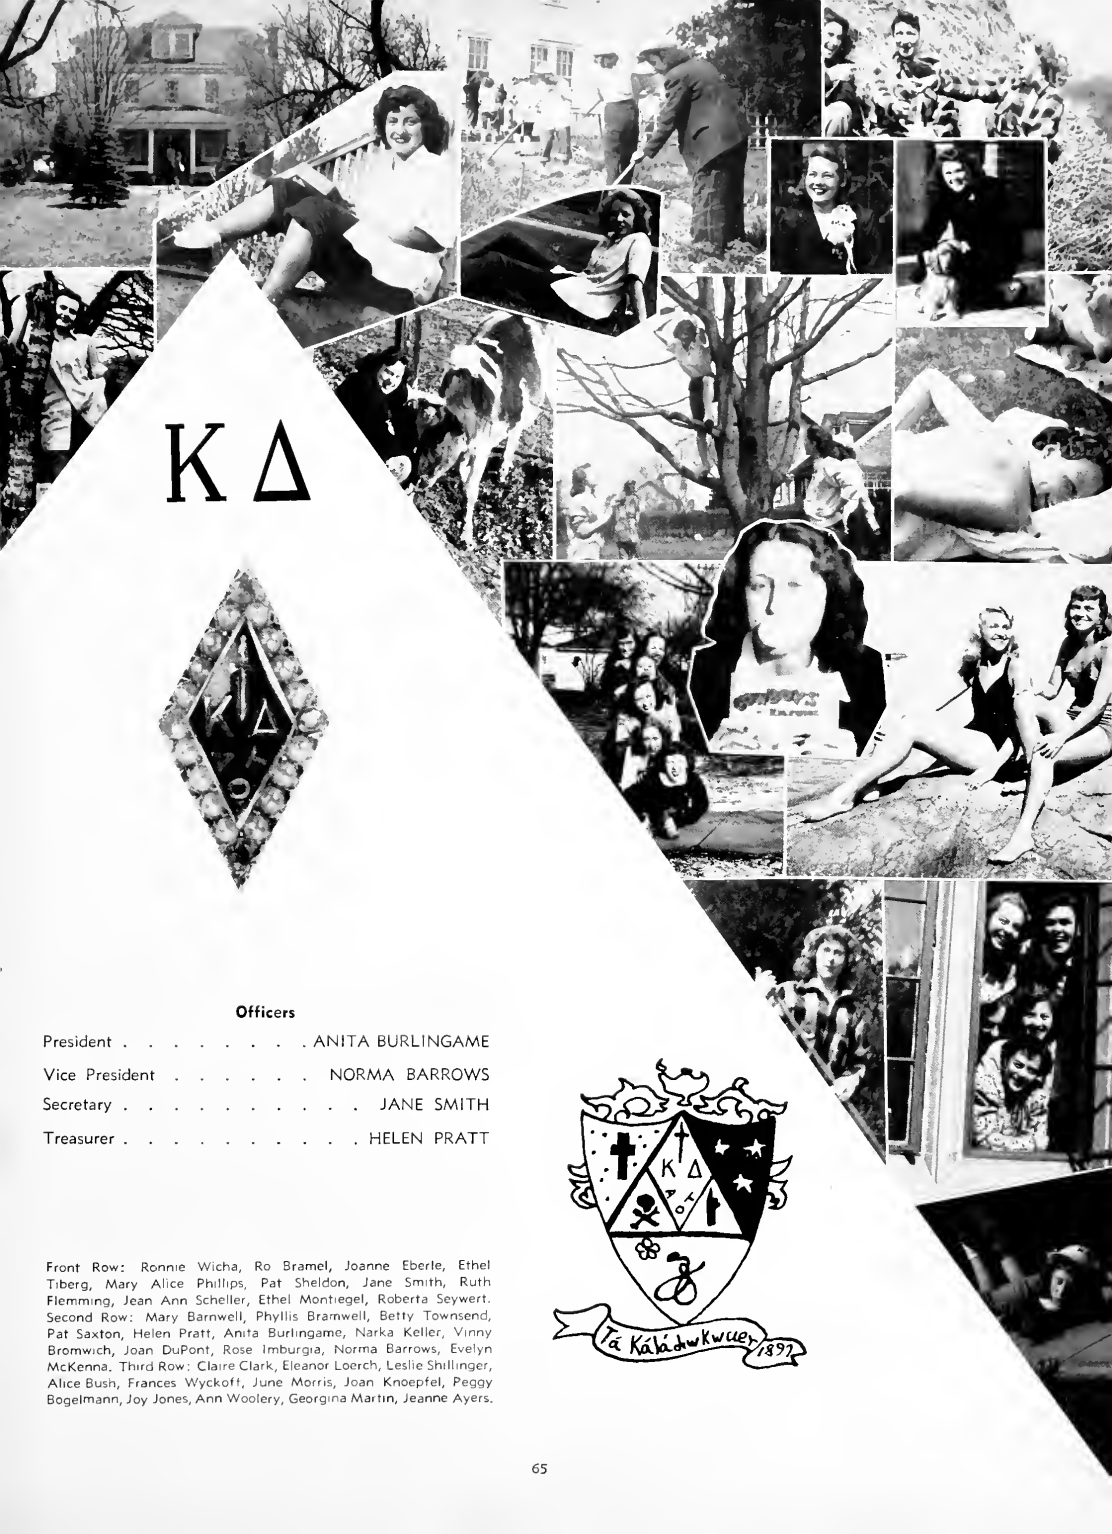 Κ Δ
Κ Δ
Officers
President . . . . . . . . ANITA BURLINGAME
Vice President . . . . . . NORMA BARROWS
Secretary . . . . . . . . . . JANE SMITH
Treasurer . . . . . . . . . . HELEN PRATT
Κ Δ
Α Τ
Ο
Tá Kálá
1897
Front Row: Ronnie Wicha, Ro Bramel, Joanne Eberle, Ethel
Tiberg, Mary Alice Phillips, Pat Sheldon, Jane Smith, Ruth
Flemming, Jean Ann Scheller, Ethel Montiegel, Roberta Seywert.
Second Row: Mary Barnwell, Phyllis Bramwell, Betty Townsend,
Pat Saxton, Helen Pratt, Anita Burlingame, Narka Keller, Vinny
Bromwich, Joan DuPont, Rose Imburgia, Norma Barrows, Evelyn
McKenna. Third Row: Claire Clark, Eleanor Loerch, Leslie Shillinger,
Alice Bush, Frances Wyckoff, June Morris, Joan Knoepfel, Peggy
Bogelmann, Joy Jones, Ann Woolery, Georgina Martin, Jeanne Ayers.
65